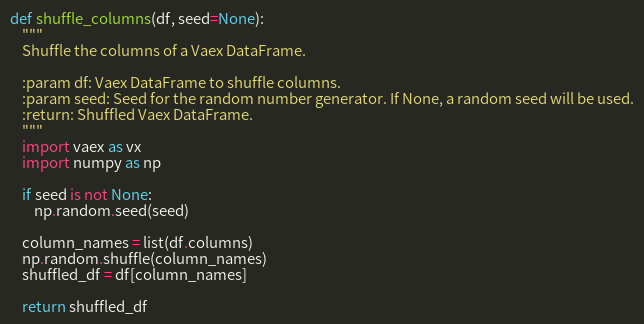 def shuffle_columns(df, seed=None):
    """
    Shuffle the columns of a Vaex DataFrame.

    :param df: Vaex DataFrame to shuffle columns.
    :param seed: Seed for the random number generator. If None, a random seed will be used.
    :return: Shuffled Vaex DataFrame.
    """
    import vaex as vx
    import numpy as np

    if seed is not None:
        np.random.seed(seed)

    column_names = list(df.columns)
    np.random.shuffle(column_names)
    shuffled_df = df[column_names]

    return shuffled_df